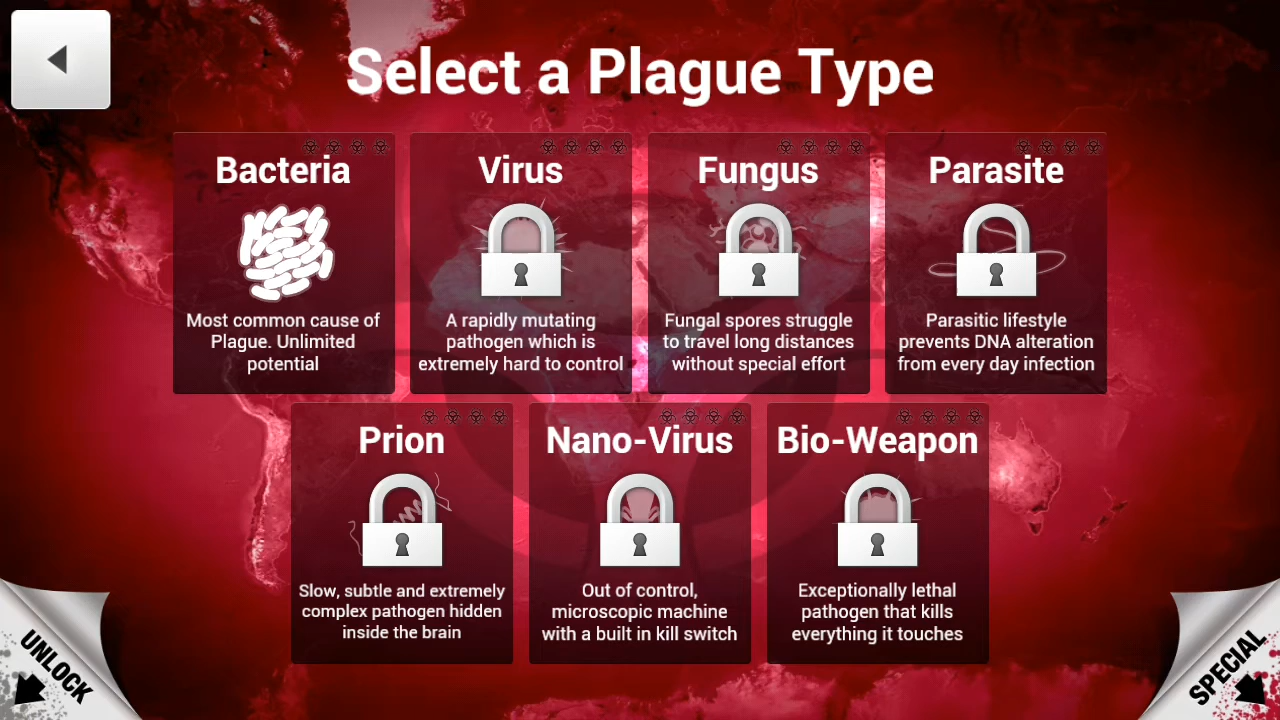 Select a Plague Type
Bacteria
Most common cause of
Plague. Unlimited
potential
Virus
A rapidly mutating
pathogen which is
extremely hard to control
Fungus
Fungal spores struggle
to travel long distances
without special effort
Parasite
Parasitic lifestyle
prevents DNA alteration
from every day infection
Prion
Slow, subtle and extremely
complex pathogen hidden
inside the brain
Nano-Virus
Out of control,
microscopic machine
with a built in kill switch
Bio-Weapon
Exceptionally lethal
pathogen that kills
everything it touches
UNLOCK
SPECIAL